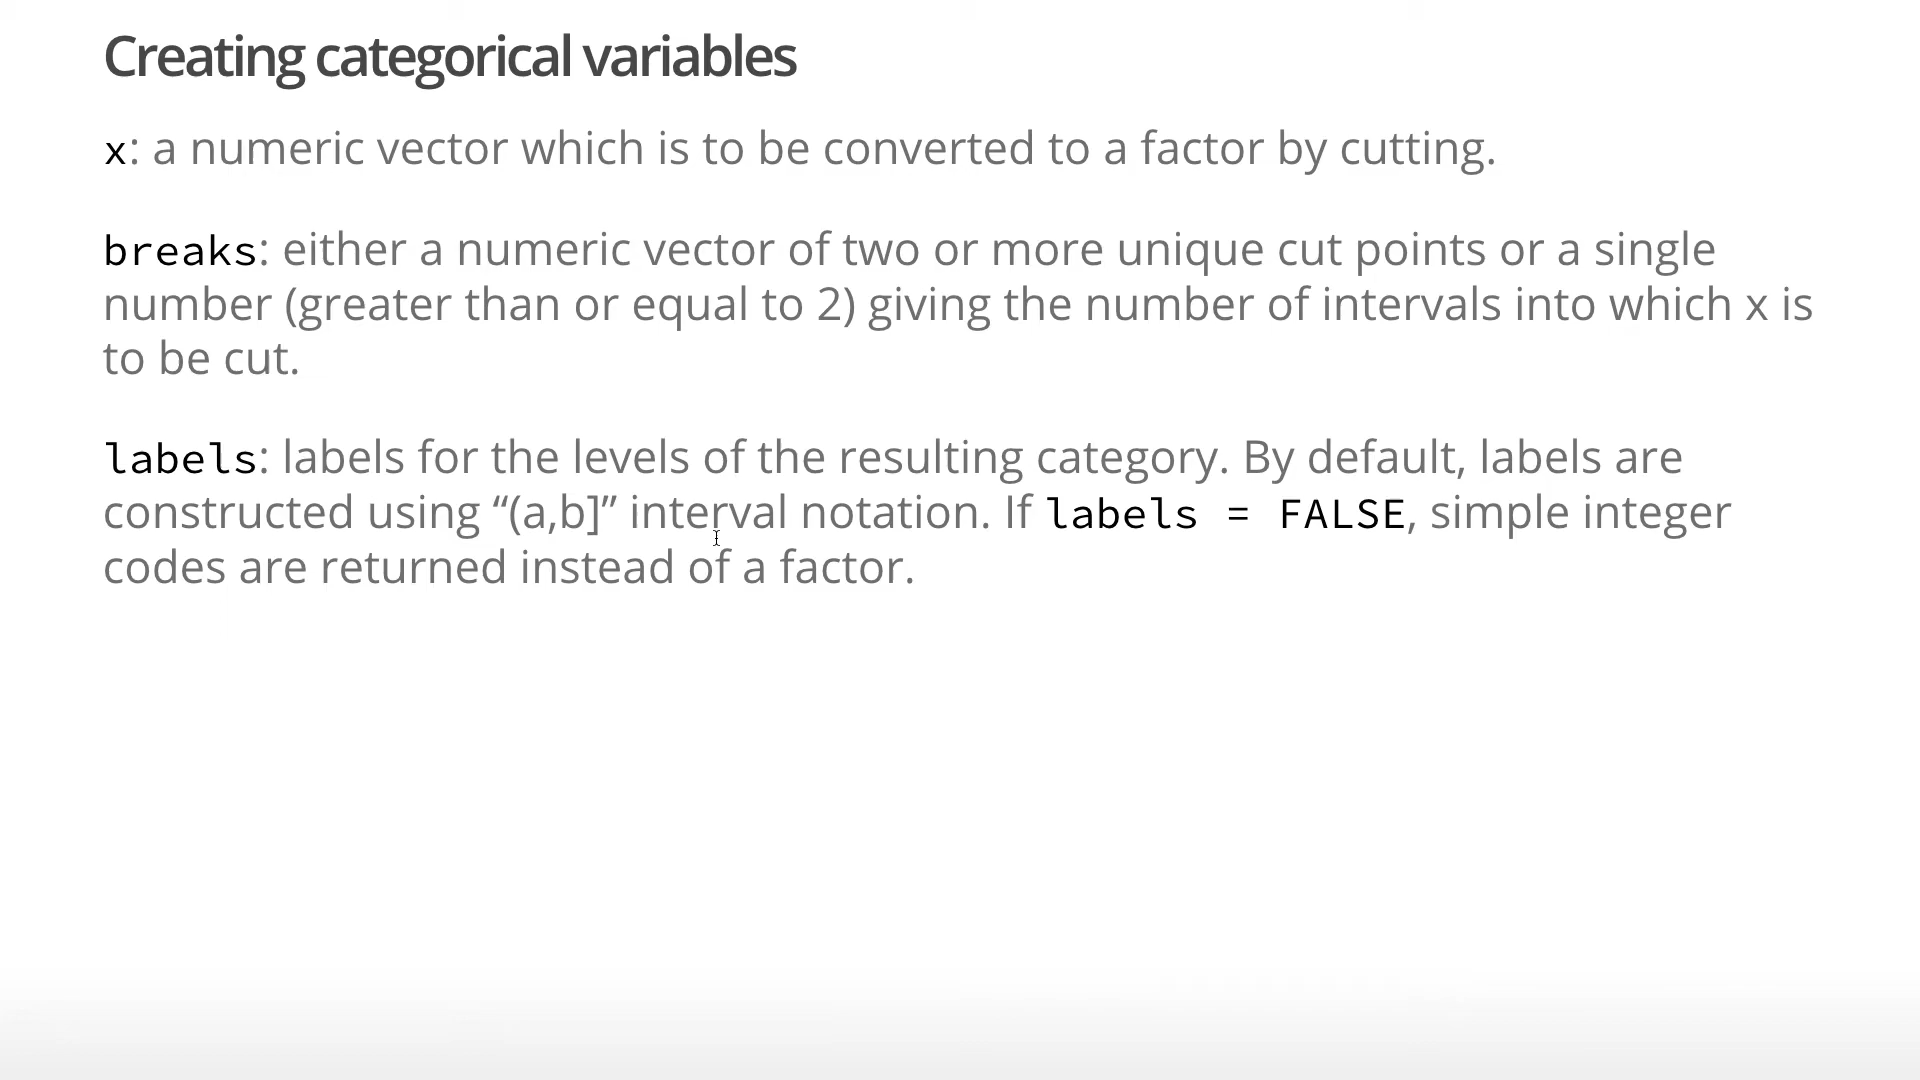 Creating categorical variables
x: a numeric vector which is to be converted to a factor by cutting.
breaks: either a numeric vector of two or more unique cut points or a single
number (greater than or equal to 2) giving the number of intervals into which x is
to be cut.
labels: labels for the levels of the resulting category. By default, labels are
constructed using “(a,b]” interval notation. If labels = FALSE, simple integer
codes are returned instead of a factor.